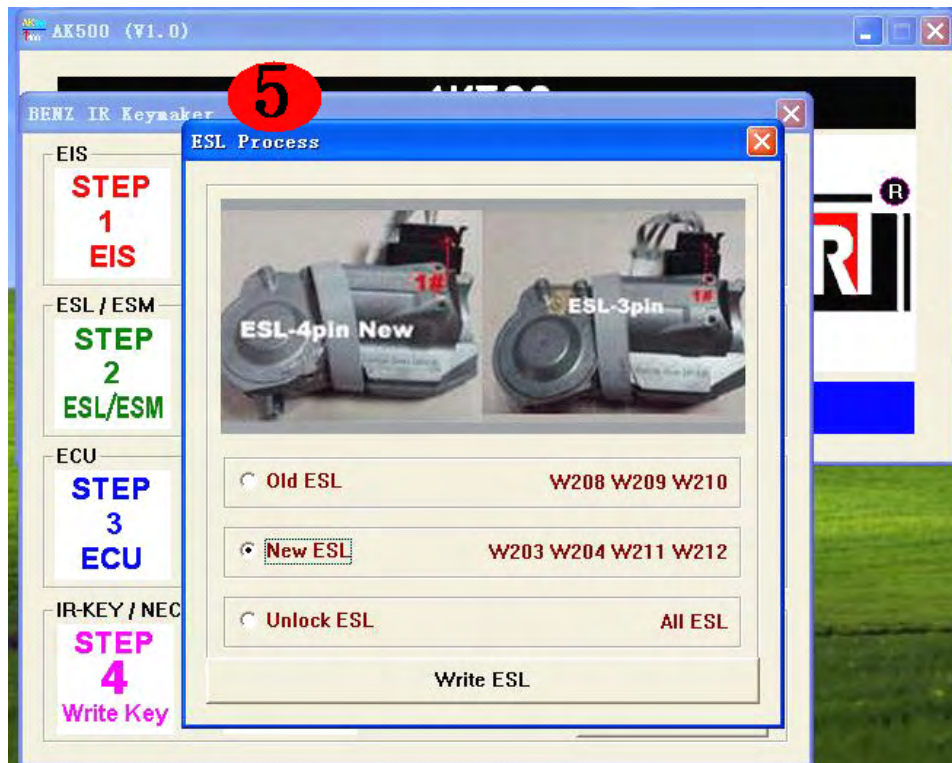 AK500 (V1.0)
5
BENZ IR Keymaker
ESL Process
EIS
STEP
1
EIS
®
1#
ESL-4pin New
1#
ESL-3pin
ESL / ESM
STEP
2
ESL/ESM
ECU
STEP
3
ECU
Old ESL W208 W209 W210
New ESL W203 W204 W211 W212
Unlock ESL All ESL
IR-KEY / NEC
STEP
4
Write Key
Write ESL